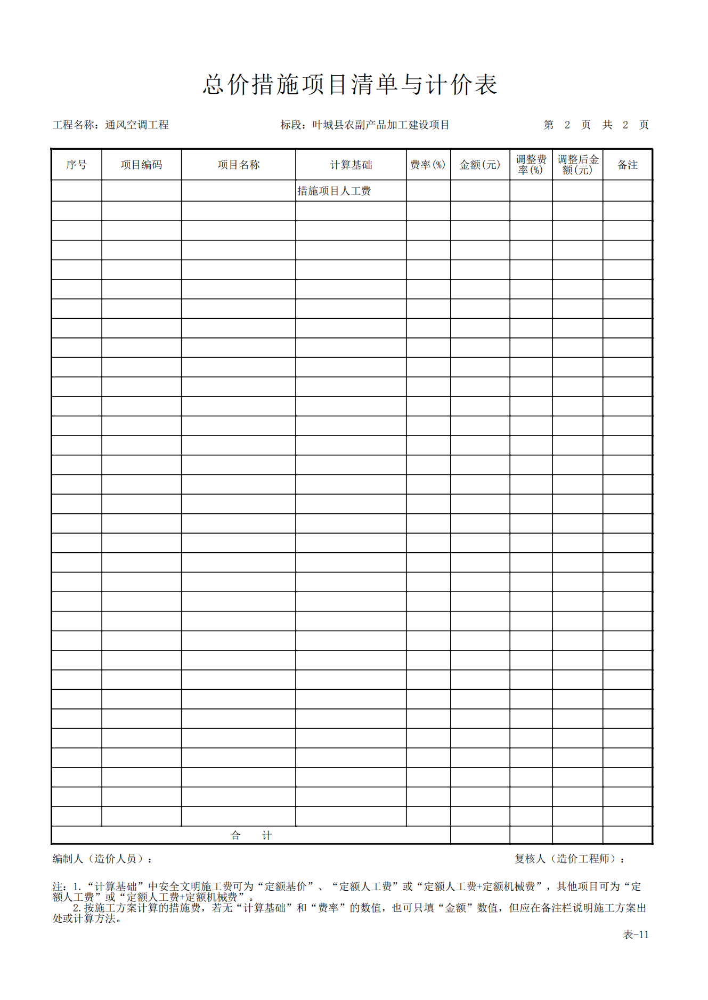 总价措施项目清单与计价表
工程名称：通风空调工程 标段：叶城县农副产品加工建设项目 第 2 页 共 2 页
序号 项目编码 项目名称 计算基础 费率(%) 金额(元) 调整费率(%) 调整后金额(元) 备注
措施项目人工费
合 计
编制人（造价人员）： 复核人（造价工程师）：
注：1.“计算基础”中安全文明施工费可为“定额基价”、“定额人工费”或“定额人工费+定额机械费”，其他项目可为“定
额人工费”或“定额人工费+定额机械费”。
2.按施工方案计算的措施费，若无“计算基础”和“费率”的数值，也可只填“金额”数值，但应在备注栏说明施工方案出
处或计算方法。
表-11